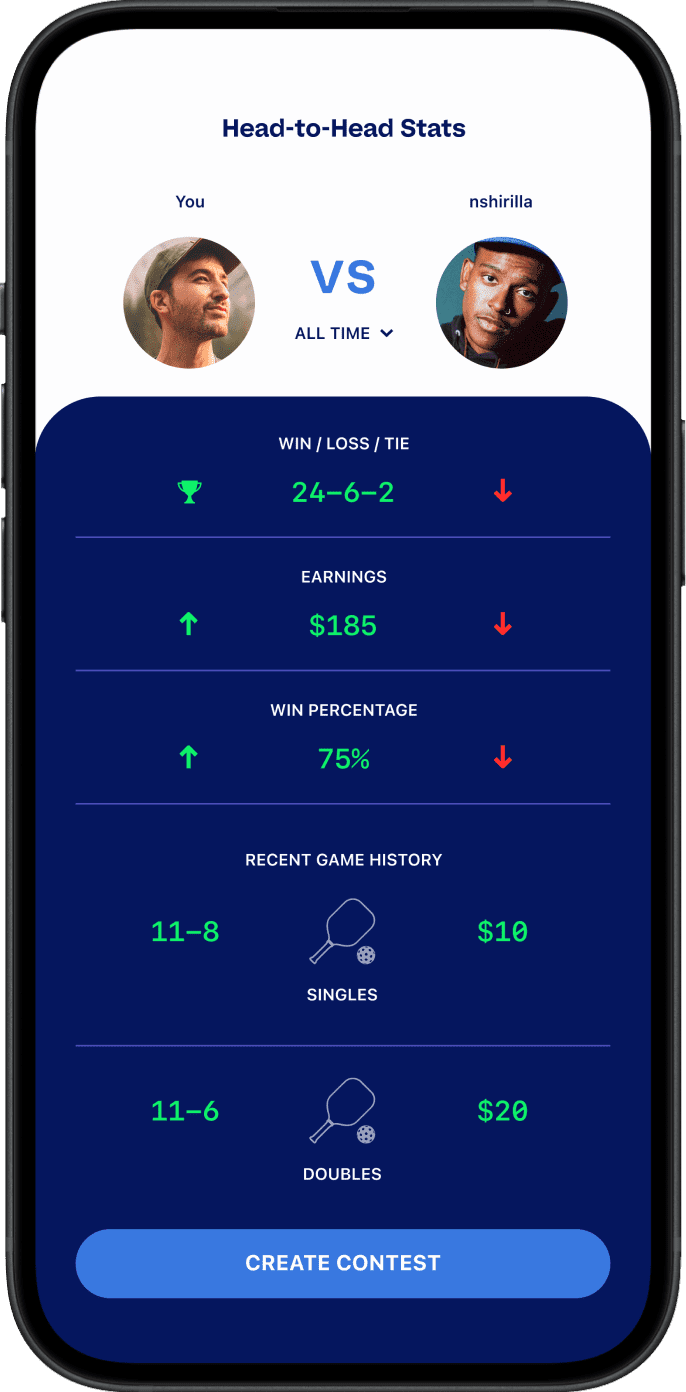 Head-to-Head Stats
You
nshirilla
VS
ALL TIME
WIN / LOSS / TIE
24–6–2
EARNINGS
$185
WIN PERCENTAGE
75%
RECENT GAME HISTORY
11–8
$10
SINGLES
11–6
$20
DOUBLES
CREATE CONTEST